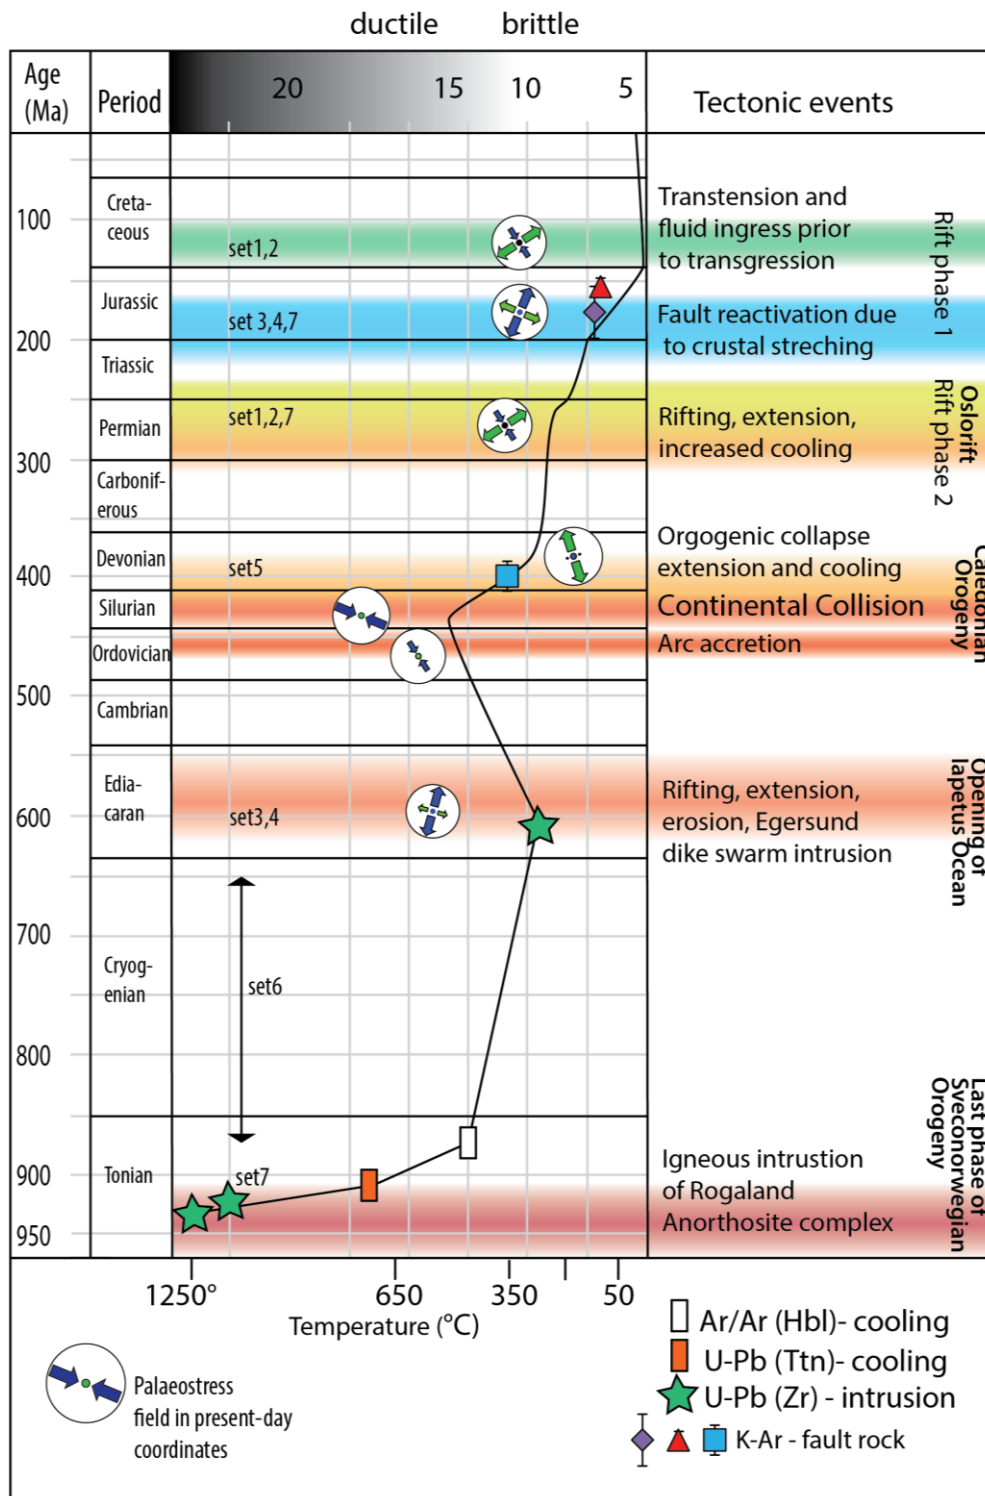 ductile brittle
Age
(Ma)
Period
20 15 10 5
Tectonic events
100
Creta-
ceous
set1,2
Transtension and
fluid ingress prior
to transgression
Rift phase 1
Jurassic
set 3,4,7
Fault reactivation due
to crustal streching
200
Triassic
Permian
set1,2,7
Rifting, extension,
increased cooling
Oslorift
Rift phase 2
300
Carbonif-
erous
Devonian
Orgogenic collapse
extension and cooling
set5
400
Silurian
Continental Collision
Caledonian
Orogeny
Ordovician
Arc accretion
500
Cambrian
Edia-
caran
set3,4
Rifting, extension,
erosion, Egersund
dike swarm intrusion
Opening of
Iapetus Ocean
600
700
Cryog-
enian
set6
800
900
Tonian
set7
Igneous intrustion
of Rogaland
Anorthosite complex
Last phase of
Sveconorwegian
Orogeny
950
1250° 650 350 50
Temperature (°C)
Ar/Ar (Hbl)- cooling
U-Pb (Ttn)- cooling
U-Pb (Zr) - intrusion
K-Ar - fault rock
Palaeostress
field in present-day
coordinates